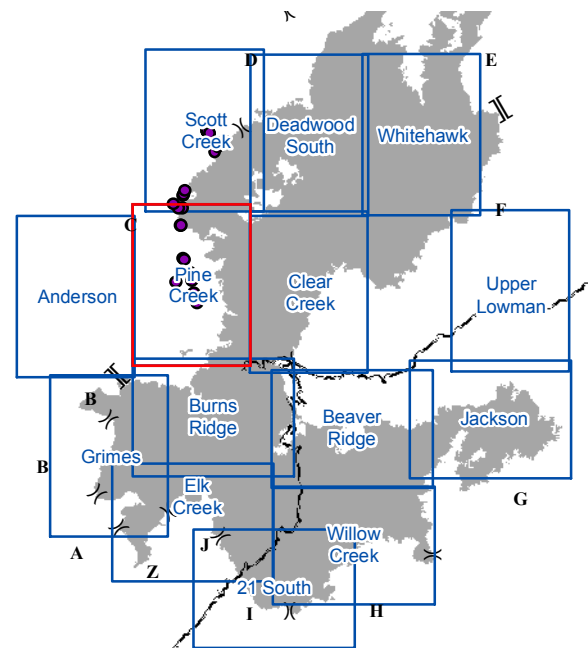 D
E
Scott
Creek
Deadwood
South
Whitehawk
C
F
Anderson
Pine
Creek
Clear
Creek
Upper
Lowman
B
Burns
Ridge
Beaver
Ridge
Jackson
B
Grimes
Elk
Creek
G
A
Z
J
Willow
Creek
21 South
I
H